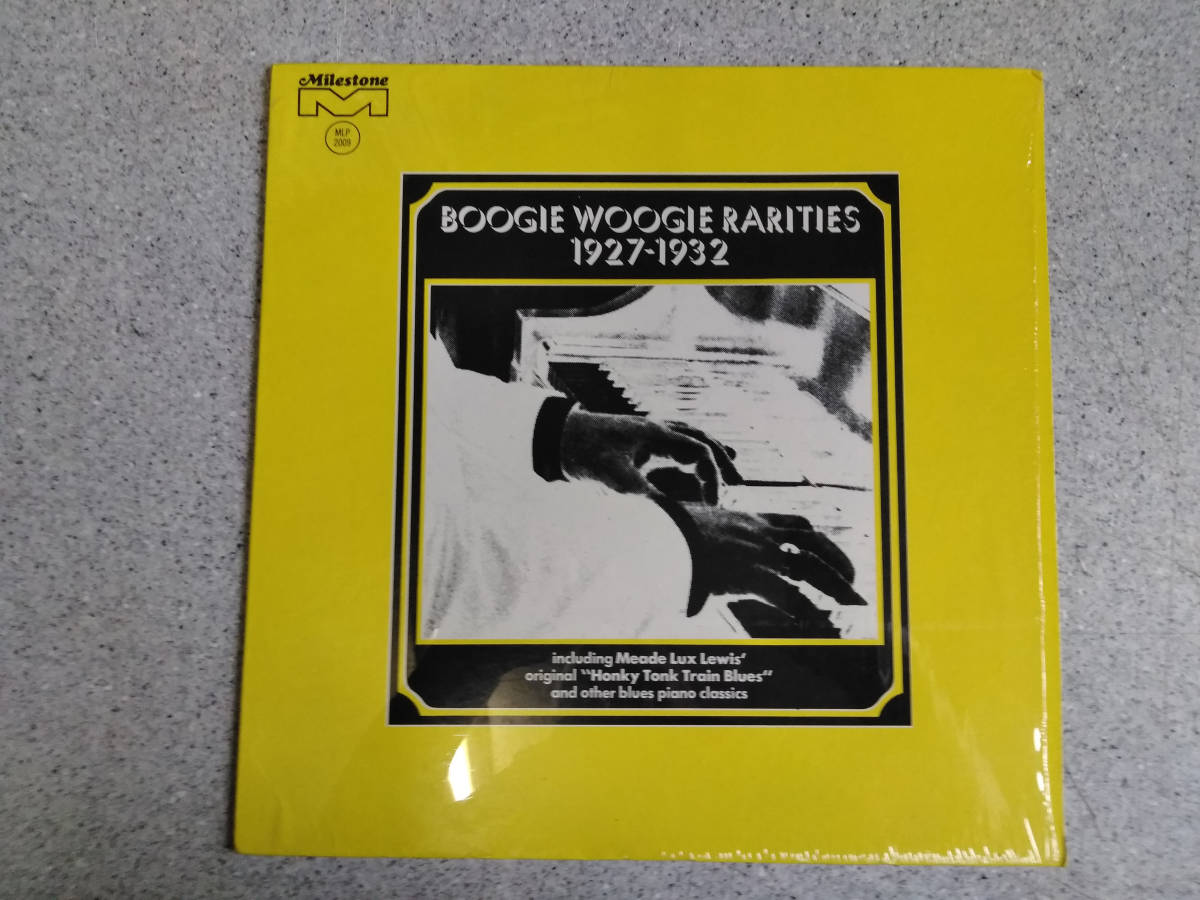 Milestone
M
MLP
2009
BOOGIE WOOGIE RARITIES
1927-1932
including Meade Lux Lewis'
original "Honky Tonk Train Blues"
and other blues piano classics